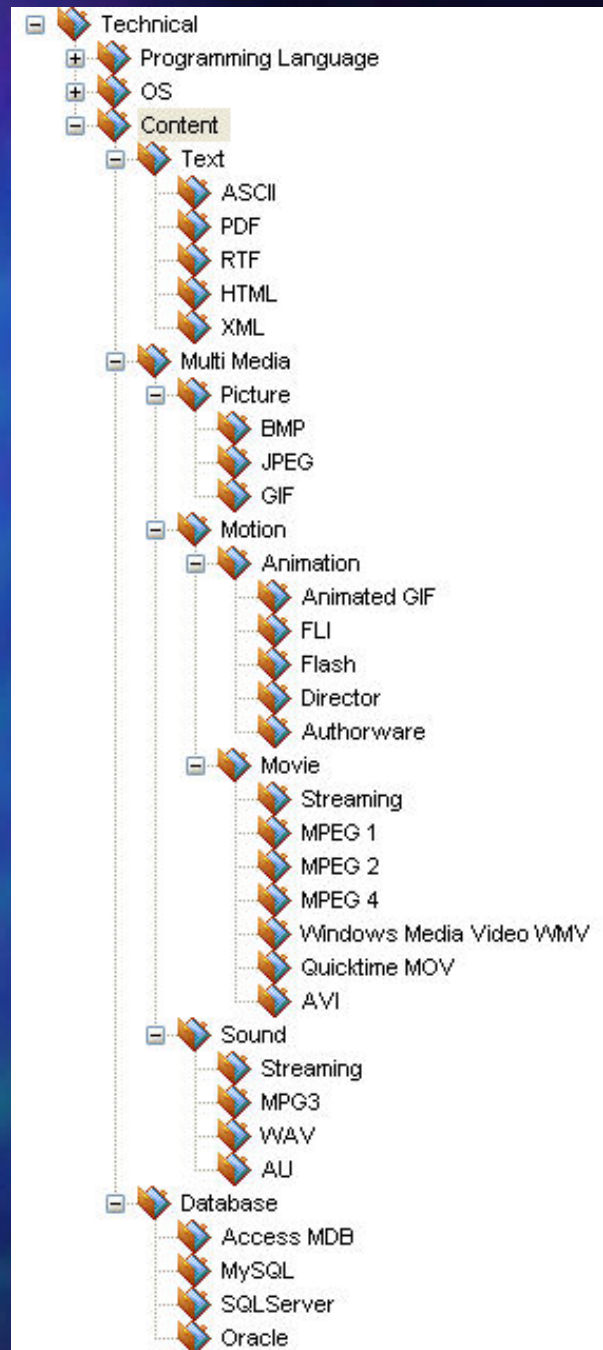 Technical
Programming Language
OS
Content
Text
ASCII
PDF
RTF
HTML
XML
Multi Media
Picture
BMP
JPEG
GIF
Motion
Animation
Animated GIF
FLI
Flash
Director
Authorware
Movie
Streaming
MPEG 1
MPEG 2
MPEG 4
Windows Media Video WMV
Quicktime MOV
AVI
Sound
Streaming
MPG3
WAV
AU
Database
Access MDB
MySQL
SQLServer
Oracle